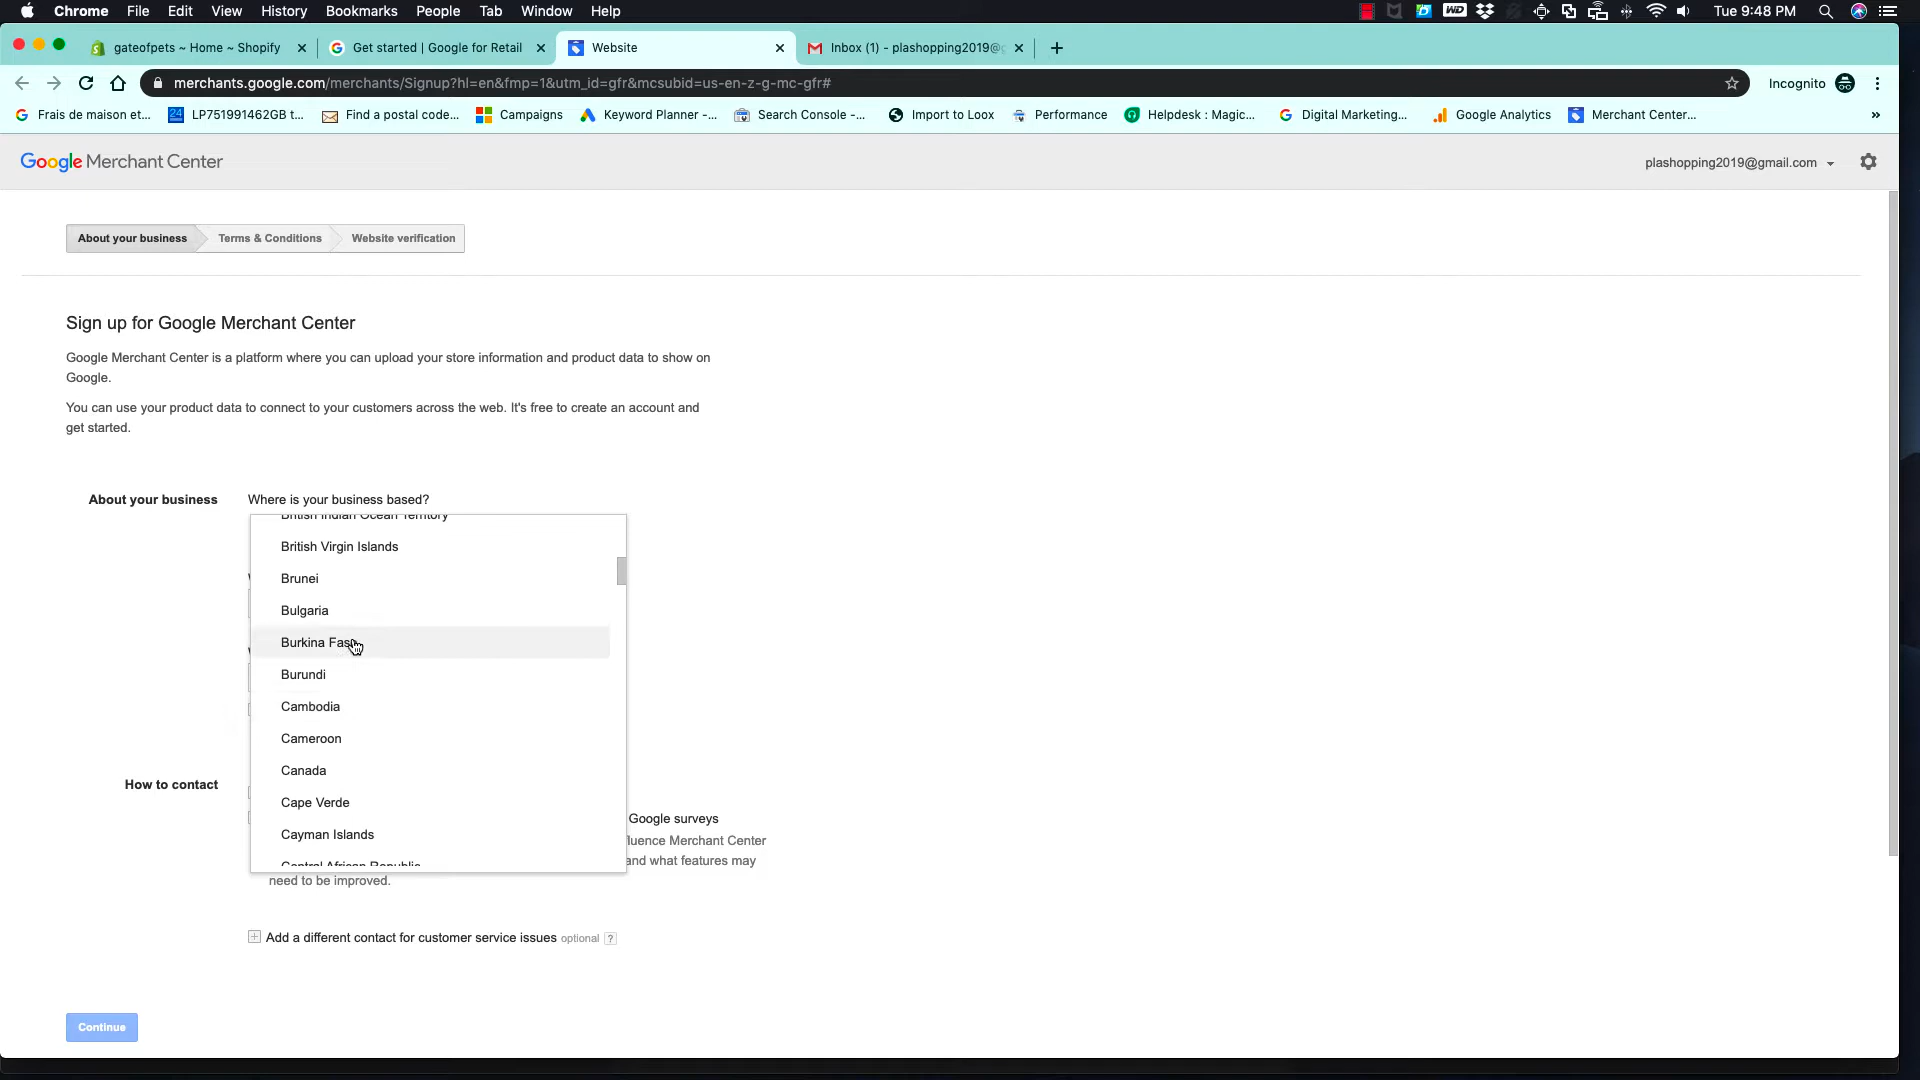 Chrome File Edit View History Bookmarks People Tab Window Help Tue 9:48 PM
gateofpets ~ Home ~ Shopify
Get started | Google for Retail
Website
Inbox (1) - plashopping2019@g
merchants.google.com/merchants/Signup?hl=en&fmp=1&utm_id=gfr&mcsubid=us-en-z-g-mc-gfr#
Incognito
Frais de maison et...
24
LP751991462GB t...
Find a postal code...
Campaigns
Keyword Planner -...
Search Console -...
Import to Loox
Performance
Helpdesk : Magic...
Digital Marketing...
Google Analytics
Merchant Center...
»
Google Merchant Center
plashopping2019@gmail.com
About your business
Terms & Conditions
Website verification
Sign up for Google Merchant Center
Google Merchant Center is a platform where you can upload your store information and product data to show on
Google.
You can use your product data to connect to your customers across the web. It's free to create an account and
get started.
About your business
Where is your business based?
British Indian Ocean Territory
British Virgin Islands
Brunei
Bulgaria
Burkina Faso
Burundi
Cambodia
Cameroon
Canada
Cape Verde
Cayman Islands
Central African Republic
How to contact
Google surveys
fluence Merchant Center
and what features may
need to be improved.
Add a different contact for customer service issues optional ?
Continue